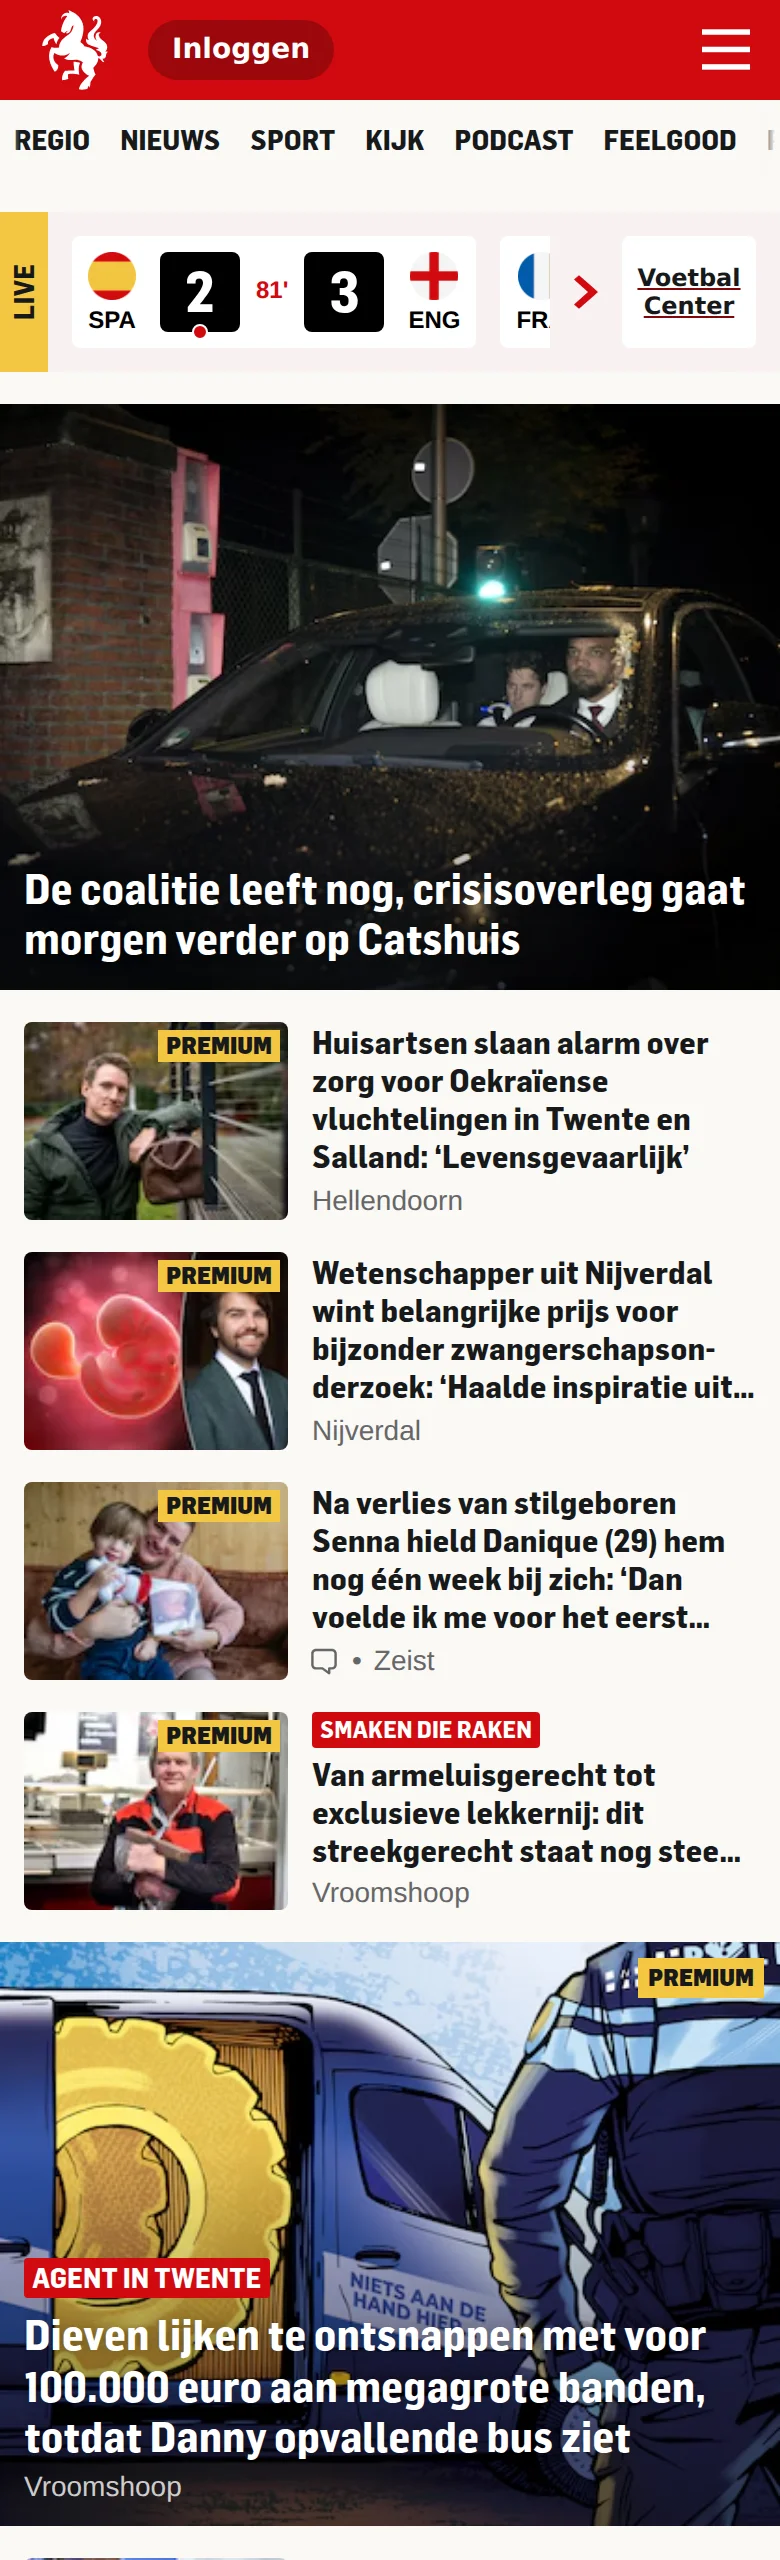 Inloggen
REGIO NIEUWS SPORT KIJK PODCAST FEELGOOD
LIVE
SPA 2 81' 3 ENG
FR
Voetbal
Center
De coalitie leeft nog, crisisoverleg gaat
morgen verder op Catshuis
PREMIUM
Huisartsen slaan alarm over
zorg voor Oekraïense
vluchtelingen in Twente en
Salland: ‘Levensgevaarlijk’
Hellendoorn
PREMIUM
Wetenschapper uit Nijverdal
wint belangrijke prijs voor
bijzonder zwangerschapson-
derzoek: ‘Haalde inspiratie uit...
Nijverdal
PREMIUM
Na verlies van stilgeboren
Senna hield Danique (29) hem
nog één week bij zich: ‘Dan
voelde ik me voor het eerst...
• Zeist
PREMIUM
SMAKEN DIE RAKEN
Van armeluisgerecht tot
exclusieve lekkernij: dit
streekgerecht staat nog stee...
Vroomshoop
PREMIUM
NIETS AAN DE
HAND HIER
AGENT IN TWENTE
Dieven lijken te ontsnappen met voor
100.000 euro aan megagrote banden,
totdat Danny opvallende bus ziet
Vroomshoop